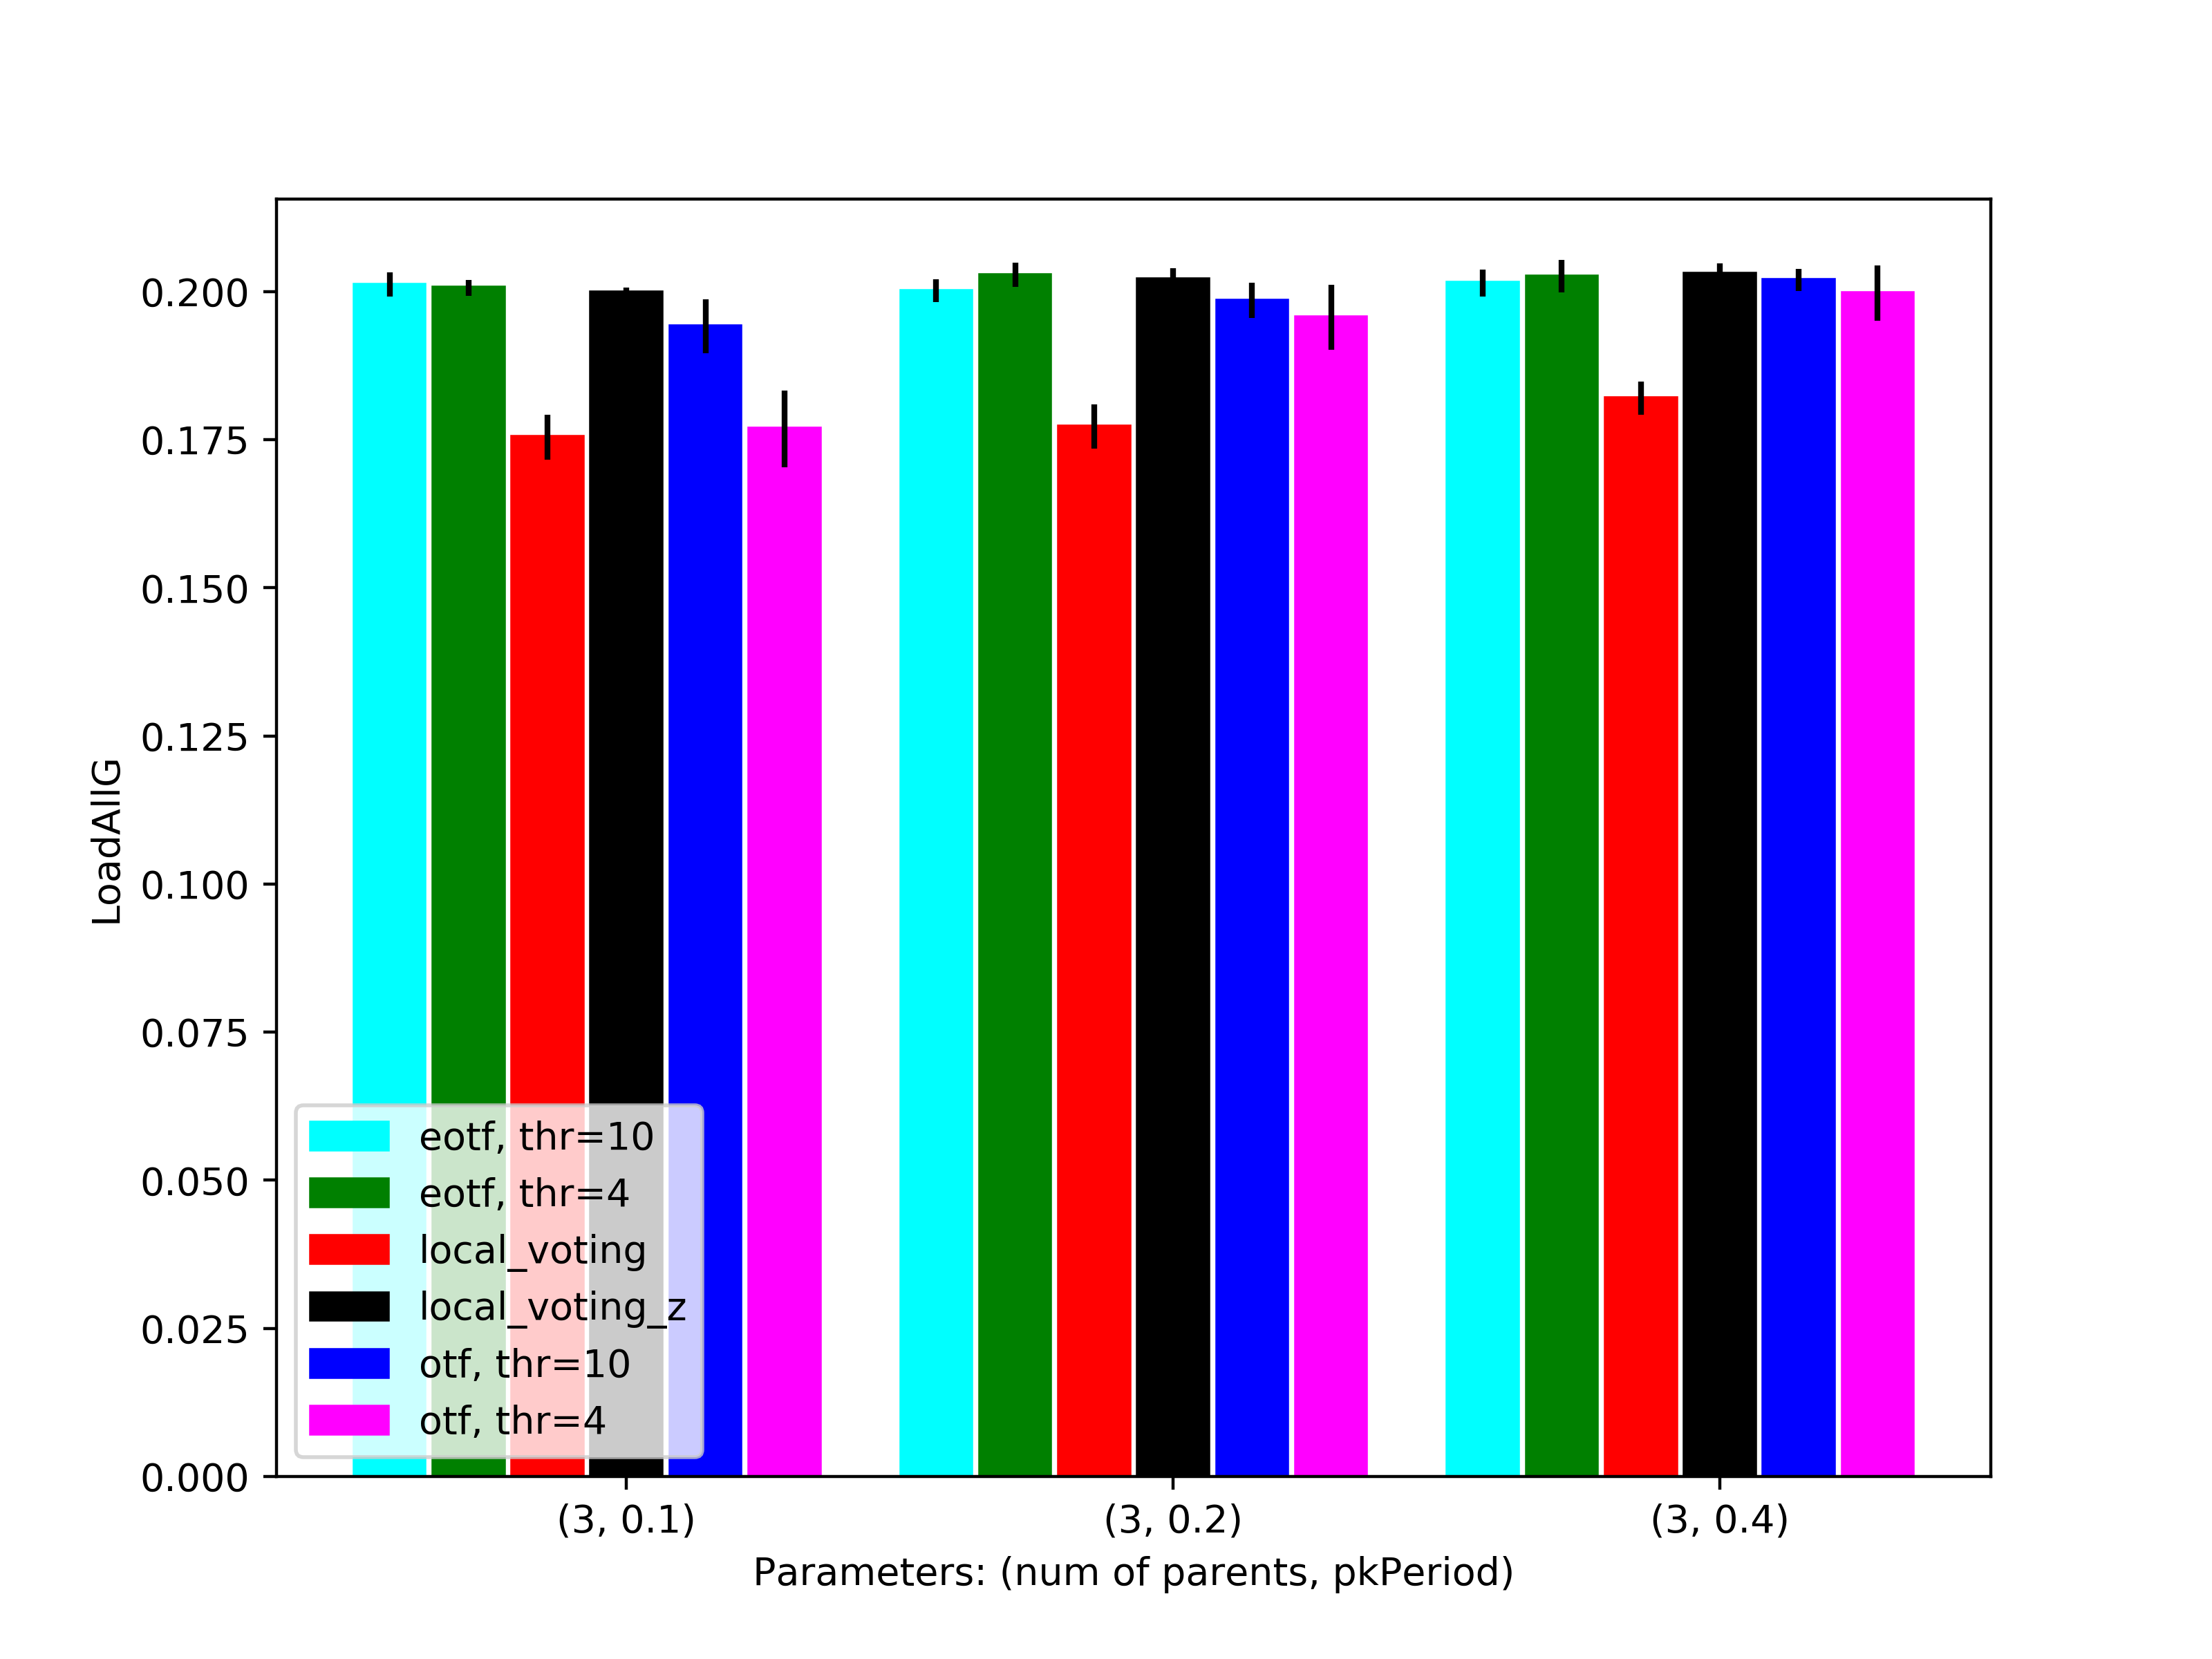 0.200
0.175
0.150
0.125
0.100
0.075
0.050
0.025
0.000
LoadAllG
eotf, thr=10
eotf, thr=4
local_voting
local_voting_z
otf, thr=10
otf, thr=4
(3, 0.1)
(3, 0.2)
(3, 0.4)
Parameters: (num of parents, pkPeriod)